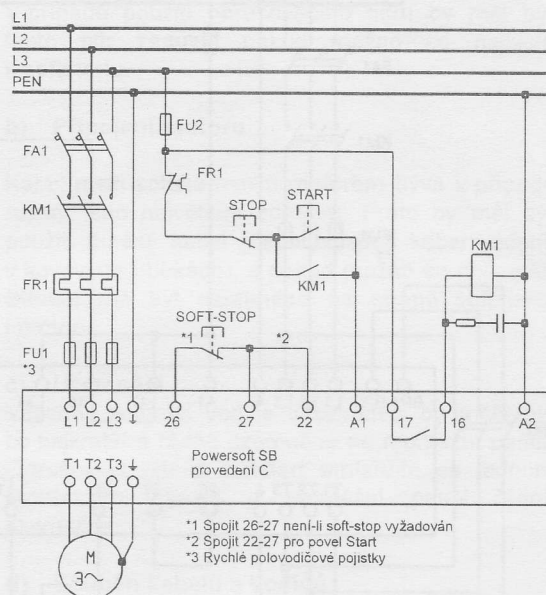 L1
L2
L3
PEN
FU2
FA1
FR1
STOP
START
KM1
KM1
KM1
FR1
SOFT-STOP
*1
*2
FU1
*3
L1
L2
L3
26
27
22
A1
17
16
A2
T1
T2
T3
Powersoft SB
provedení C
M
3~
*1 Spojit 26-27 není-li soft-stop vyžadován
*2 Spojit 22-27 pro povel Start
*3 Rychlé polovodičové pojistky